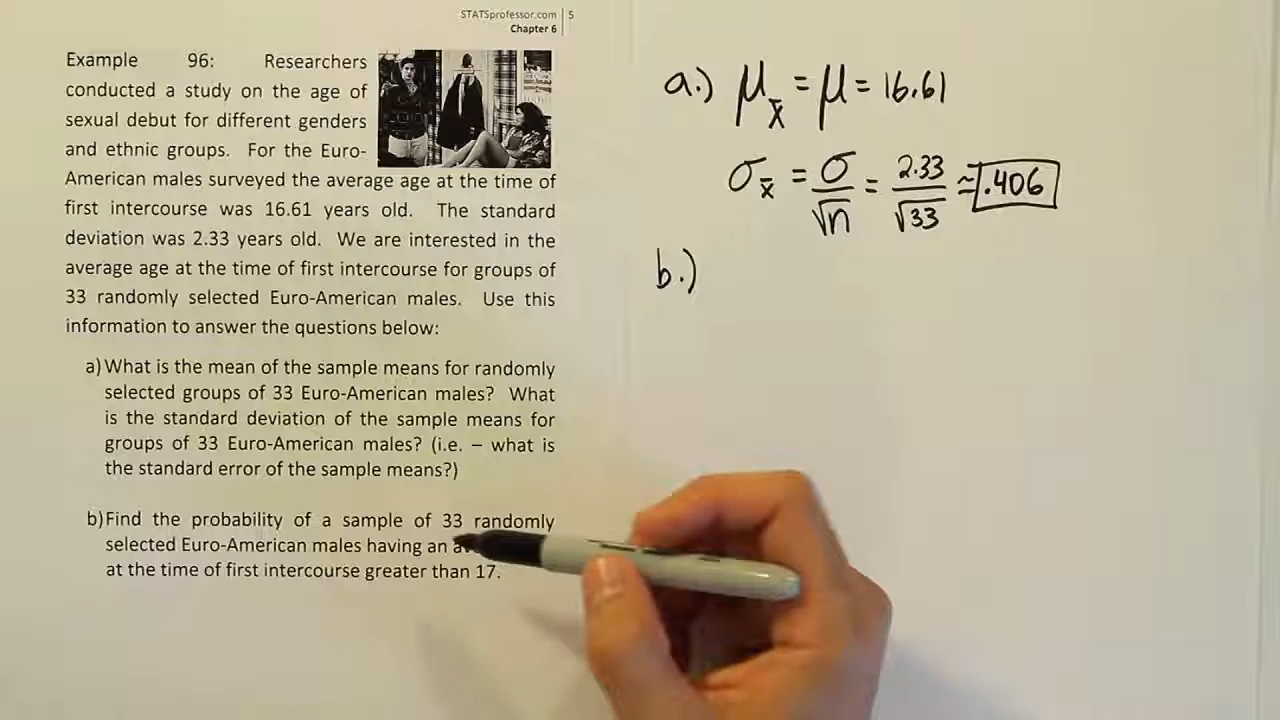 STATSprofessor.com 5
Chapter 6
Example 96: Researchers
conducted a study on the age of
sexual debut for different genders
and ethnic groups. For the Euro-
American males surveyed the average age at the time of
first intercourse was 16.61 years old. The standard
deviation was 2.33 years old. We are interested in the
average age at the time of first intercourse for groups of
33 randomly selected Euro-American males. Use this
information to answer the questions below:
a) What is the mean of the sample means for randomly
selected groups of 33 Euro-American males? What
is the standard deviation of the sample means for
groups of 33 Euro-American males? (i.e. – what is
the standard error of the sample means?)
b) Find the probability of a sample of 33 randomly
selected Euro-American males having an
at the time of first intercourse greater than 17.
a.) μx̄ = μ = 16.61
σx̄ = σ/√n = 2.33/√33 ≈ .406
b.)